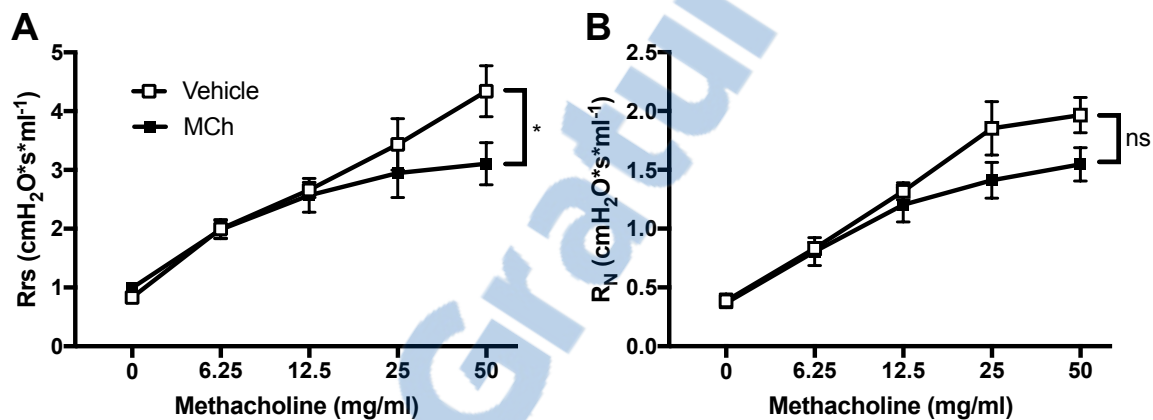 A
Rrs (cmH₂O*s*ml⁻¹)
5
4
3
2
1
0
Vehicle
MCh
*
0 6.25 12.5 25 50
Methacholine (mg/ml)
B
R_N (cmH₂O*s*ml⁻¹)
2.5
2.0
1.5
1.0
0.5
0.0
ns
0 6.25 12.5 25 50
Methacholine (mg/ml)